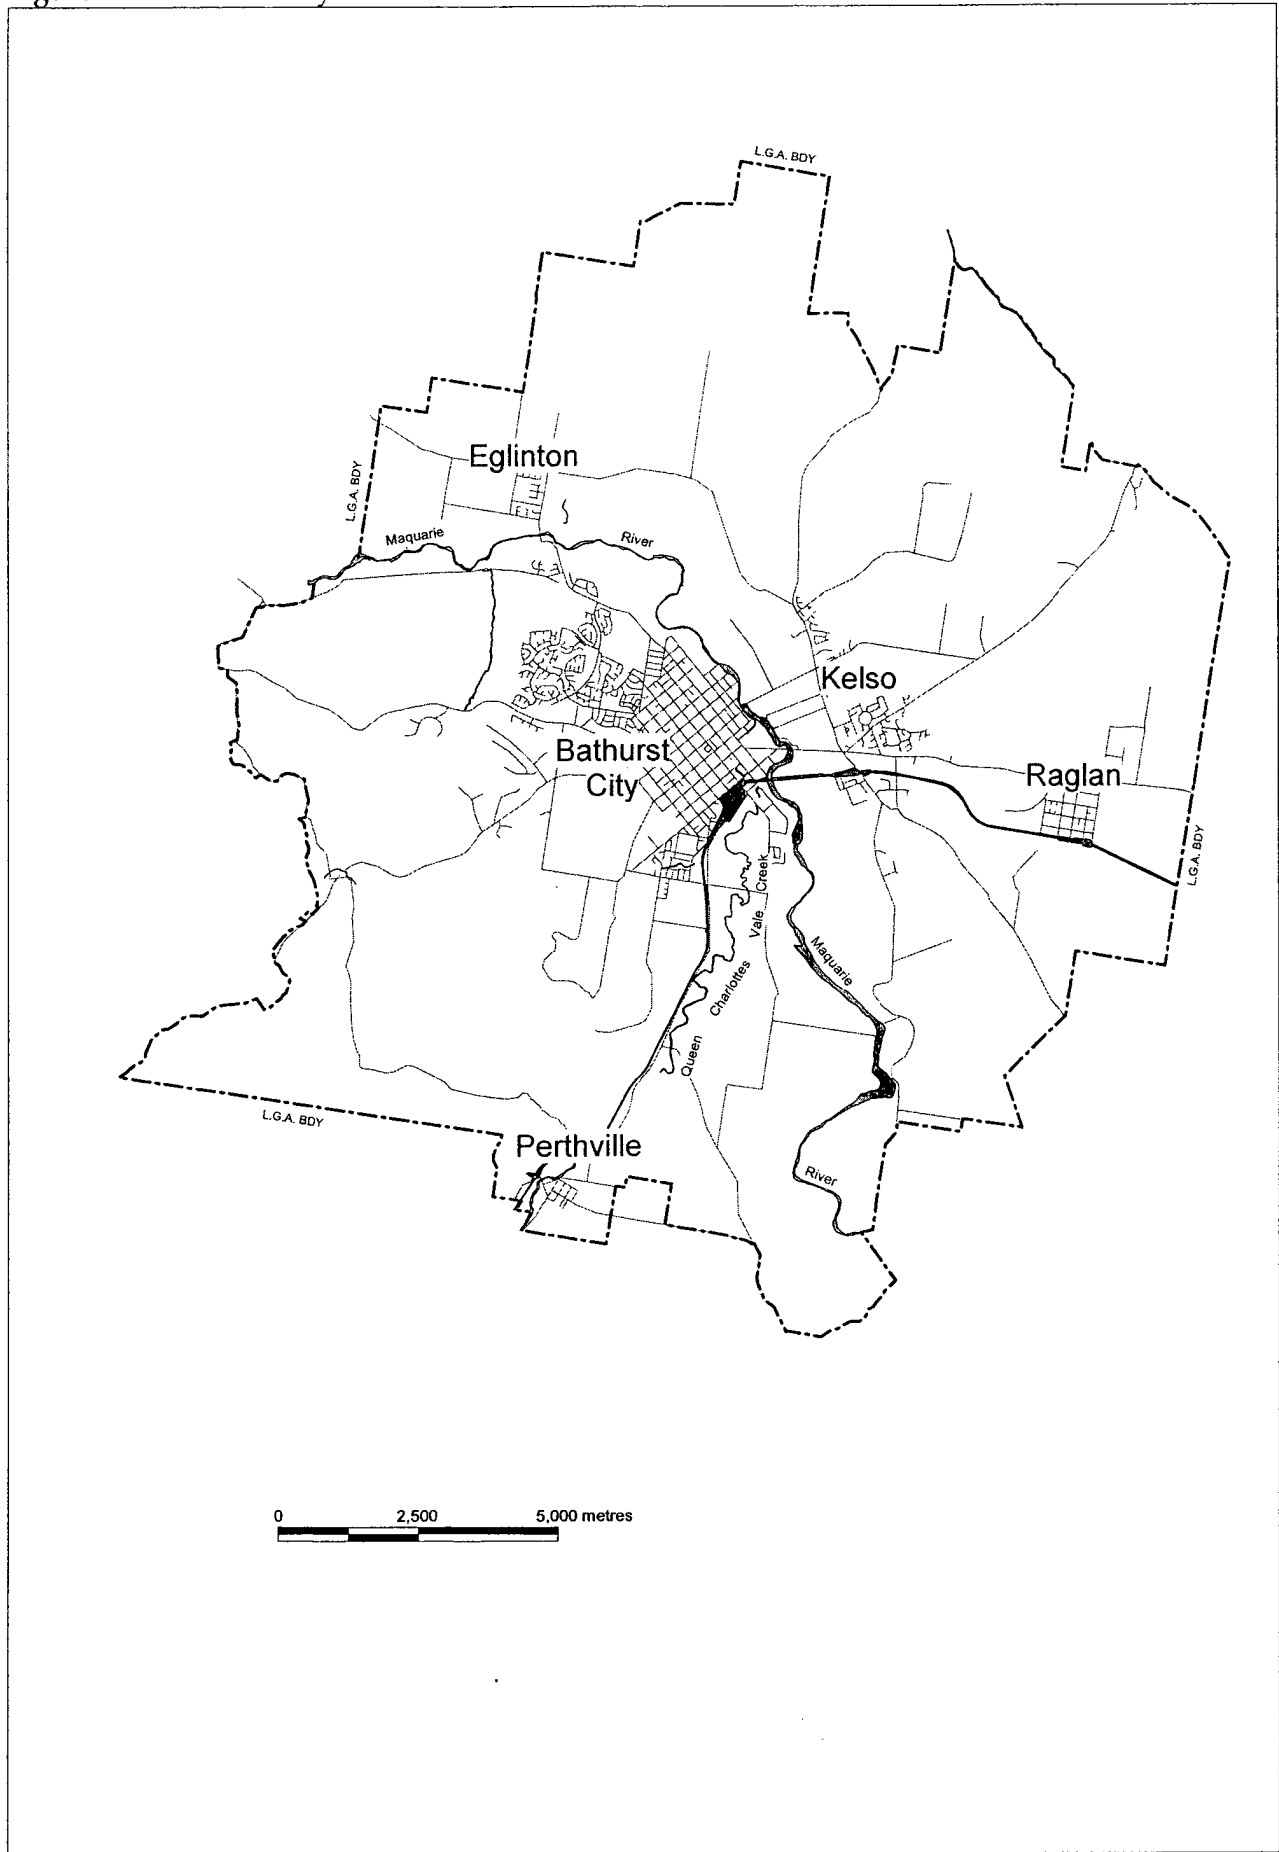 L.G.A. BDY
Eglinton
L.G.A. BDY
Maquarie
River
Kelso
Bathurst
City
Raglan
L.G.A. BDY
Creek
Vale
Charlottes
Queen
Maquarie
L.G.A. BDY
Perthville
River
0 2,500 5,000 metres